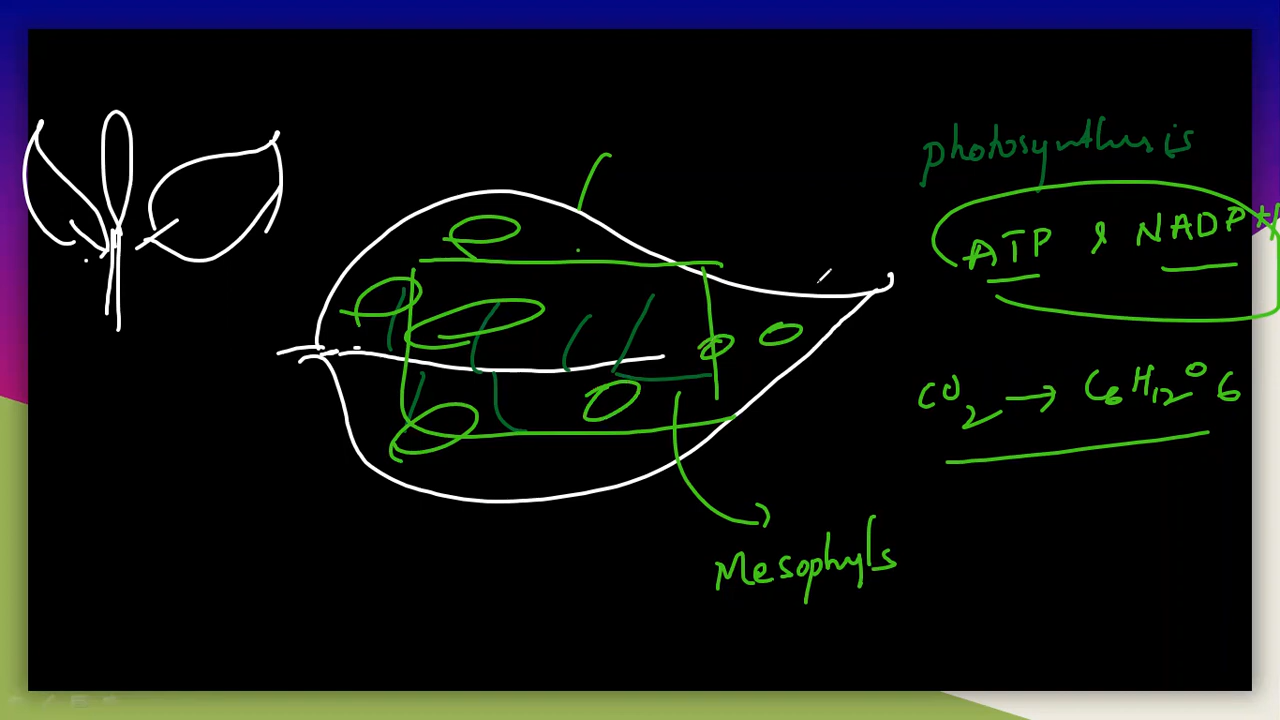 photosynthesis
ATP & NADPH
CO2 → C6H12O6
Mesophyls